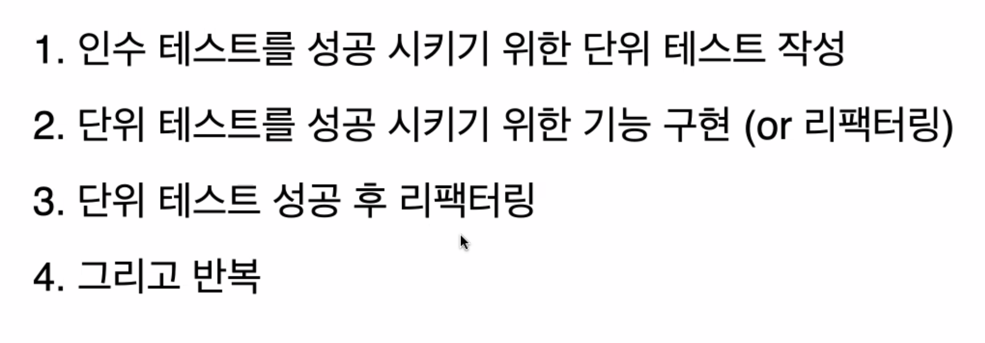 1. 인수 테스트를 성공 시키기 위한 단위 테스트 작성
2. 단위 테스트를 성공 시키기 위한 기능 구현 (or 리팩터링)
3. 단위 테스트 성공 후 리팩터링
4. 그리고 반복